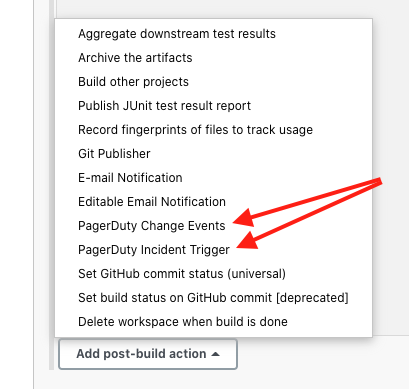 Aggregate downstream test results
Archive the artifacts
Build other projects
Publish JUnit test result report
Record fingerprints of files to track usage
Git Publisher
E-mail Notification
Editable Email Notification
PagerDuty Change Events
PagerDuty Incident Trigger
Set GitHub commit status (universal)
Set build status on GitHub commit [deprecated]
Delete workspace when build is done
Add post-build action